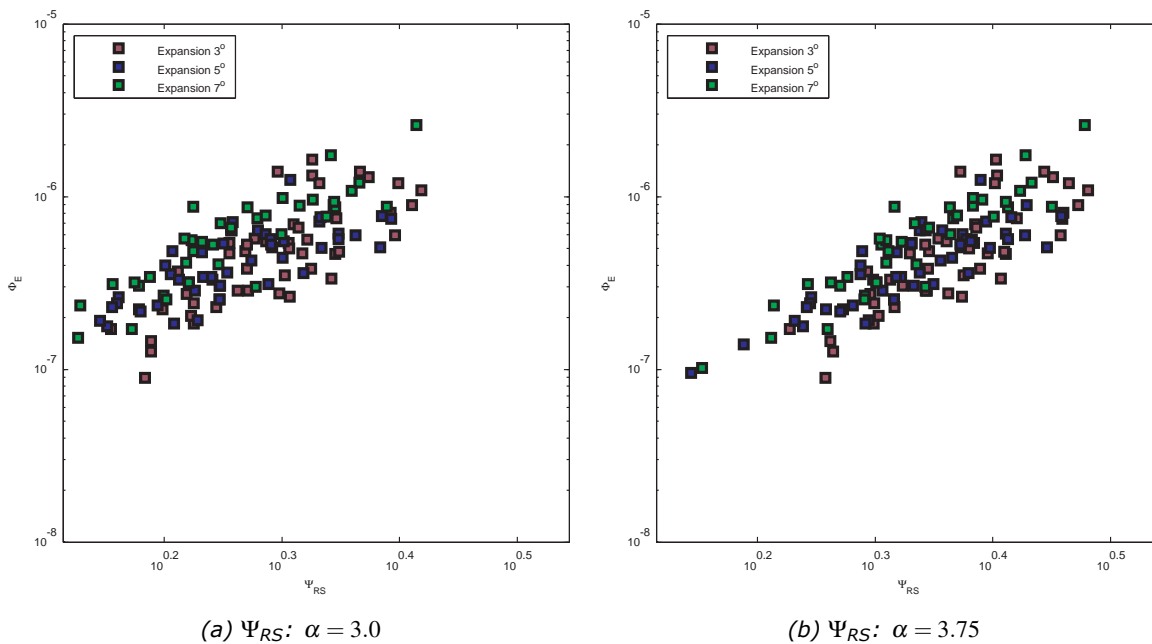 10^-5
Expansion 3^o
Expansion 5^o
Expansion 7^o
10^-6
Φ_E
10^-7
10^-8
10^0.2 10^0.3 10^0.4 10^0.5
Ψ_RS
(a) Ψ_RS: α = 3.0
10^-5
Expansion 3^o
Expansion 5^o
Expansion 7^o
10^-6
Φ_E
10^-7
10^-8
10^0.2 10^0.3 10^0.4 10^0.5
Ψ_RS
(b) Ψ_RS: α = 3.75